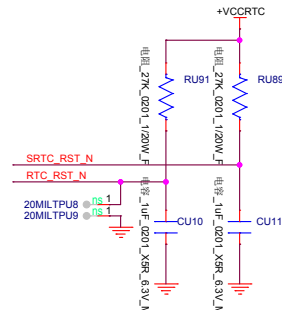 +VCCRTC
电阻_27K_0201_1/20W_F
RU91
电阻_27K_0201_1/20W_F
RU89
SRTC_RST_N
RTC_RST_N
20MILTPU8 ns 1
20MILTPU9 ns 1
电容_1uF_0201_X5R_6.3V_M
CU10
电容_1uF_0201_X5R_6.3V_M
CU11